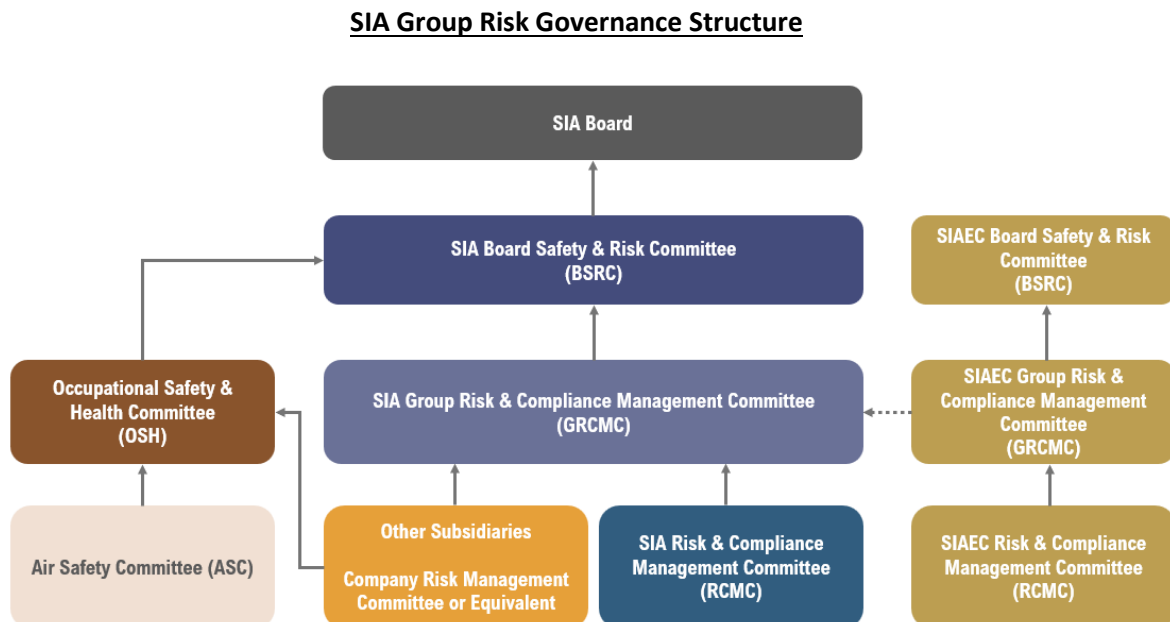 SIA Group Risk Governance Structure
SIA Board
SIA Board Safety & Risk Committee
(BSRC)
SIAEC Board Safety & Risk
Committee
(BSRC)
Occupational Safety &
Health Committee
(OSH)
SIA Group Risk & Compliance Management Committee
(GRCMC)
SIAEC Group Risk &
Compliance Management
Committee
(GRCMC)
Air Safety Committee (ASC)
Other Subsidiaries
Company Risk Management
Committee or Equivalent
SIA Risk & Compliance
Management Committee
(RCMC)
SIAEC Risk & Compliance
Management Committee
(RCMC)